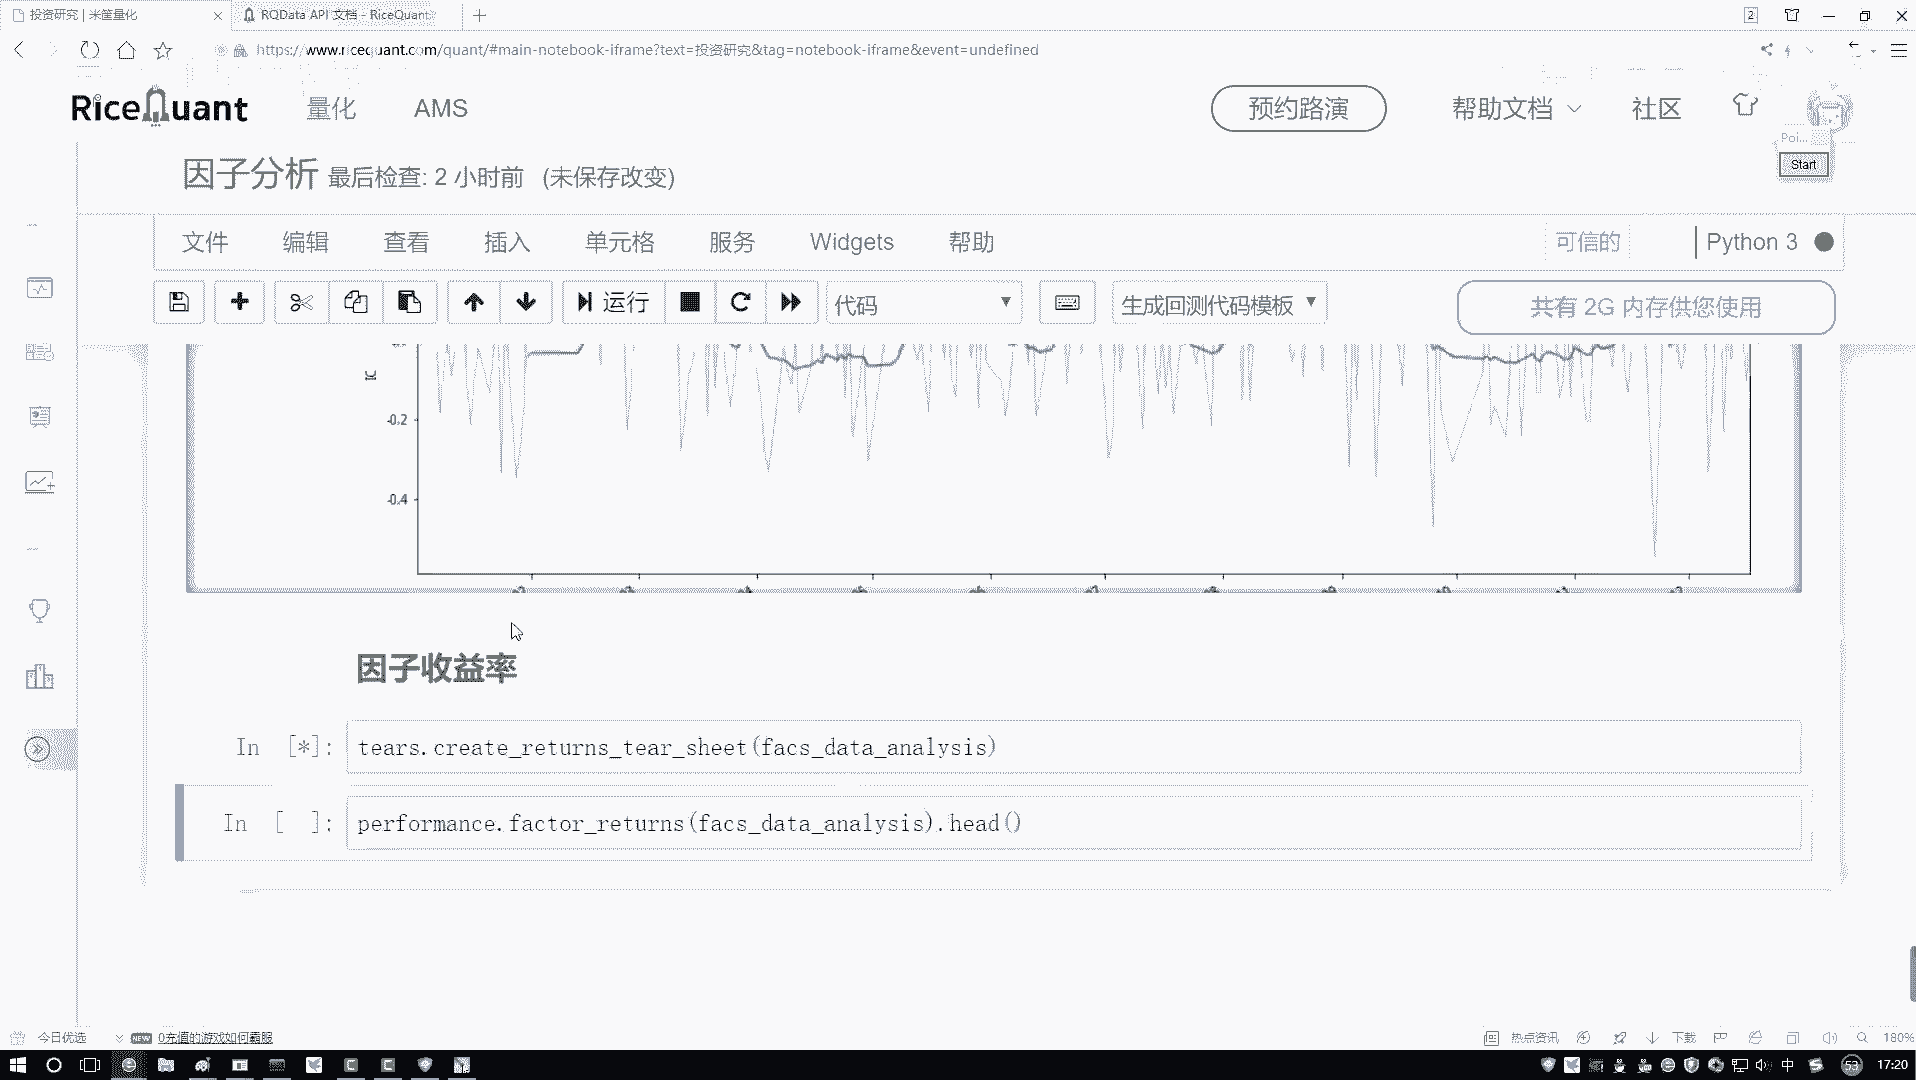 投资研究 | 米筐量化
RQData API 文档 - RiceQuant
2
https://www.ricequant.com/quant/#main-notebook-iframe?text=投资研究&tag=notebook-iframe&event=undefined
RiceQuant
量化
AMS
预约路演
帮助文档
社区
Poi...
Start
因子分析 最后检查: 2 小时前 (未保存改变)
文件
编辑
查看
插入
单元格
服务
Widgets
帮助
可信的
Python 3
运行
代码
生成回测代码模板
共有 2G 内存供您使用
IC
-0.2
-0.4
因子收益率
In [*]: tears.create_returns_tear_sheet(facs_data_analysis)
In [ ]: performance.factor_returns(facs_data_analysis).head()
今日优选
NEW
0充值的游戏如何霸服
热点资讯
下载
180%
中
53
17:20